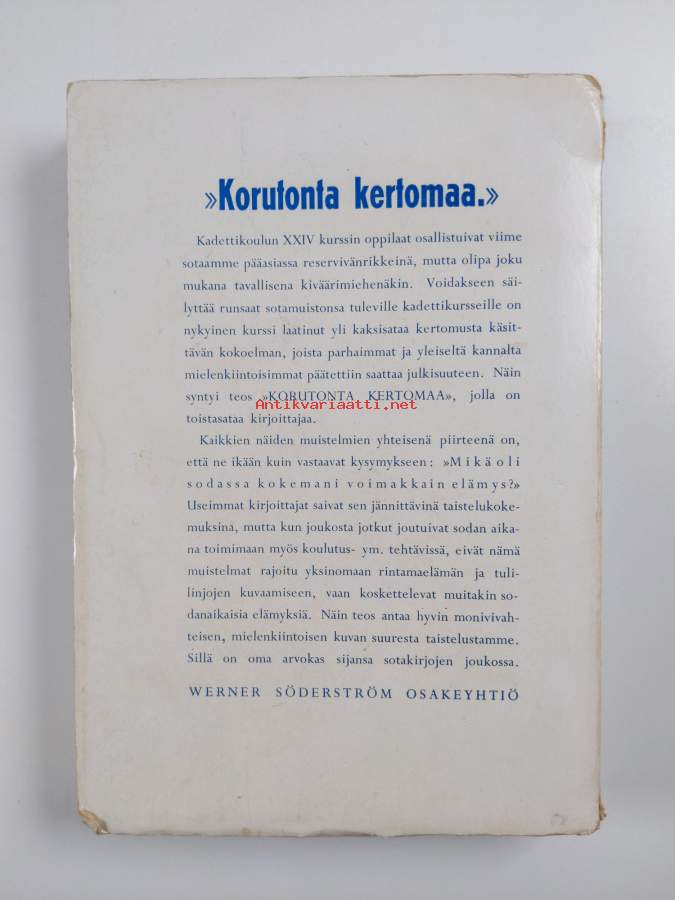 »Korutonta kertomaa.»
Kadettikoulun XXIV kurssin oppilaat osallistuivat viime
sotaamme pääasiassa reservivänrikkeinä, mutta olipa joku
mukana tavallisena kiväärimiehenäkin. Voidakseen säi-
lyttää runsaat sotamuistonsa tuleville kadettikursseille on
nykyinen kurssi laatinut yli kaksisataa kertomusta käsit-
tävän kokoelman, joista parhaimmat ja yleiseltä kannalta
mielenkiintoisimmat päätettiin saattaa julkisuuteen. Näin
syntyi teos »KORUTONTA KERTOMAA», jolla on
Antikvariaatti.net
toistasataa kirjoittajaa.
Kaikkien näiden muistelmien yhteisenä piirteenä on,
että ne ikään kuin vastaavat kysymykseen: »Mikä oli
sodassa kokemani voimakkain elämys?»
Useimmat kirjoittajat saivat sen jännittävinä taistelukoke-
muksina, mutta kun joukosta jotkut joutuivat sodan aika-
na toimimaan myös koulutus- ym. tehtävissä, eivät nämä
muistelmat rajoitu yksinomaan rintamaelämän ja tuli-
linjojen kuvaamiseen, vaan koskettelevat muitakin so-
danaikaisia elämyksiä. Näin teos antaa hyvin monivivah-
teisen, mielenkiintoisen kuvan suuresta taistelustamme.
Sillä on oma arvokas sijansa sotakirjojen joukossa.
WERNER SÖDERSTRÖM OSAKEYHTIÖ